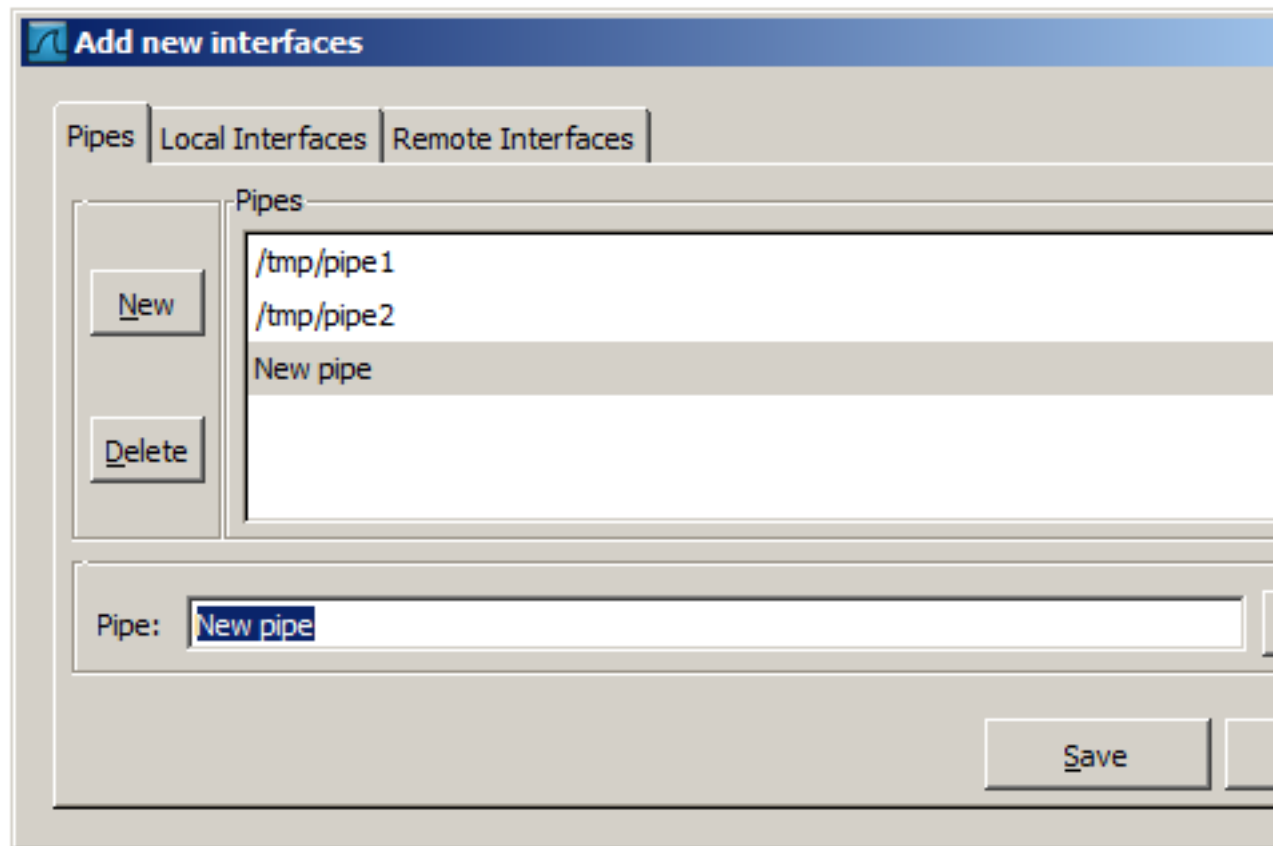 Add new interfaces
Pipes Local Interfaces Remote Interfaces
Pipes
/tmp/pipe1
New
/tmp/pipe2
New pipe
Delete
Pipe: New pipe
Save